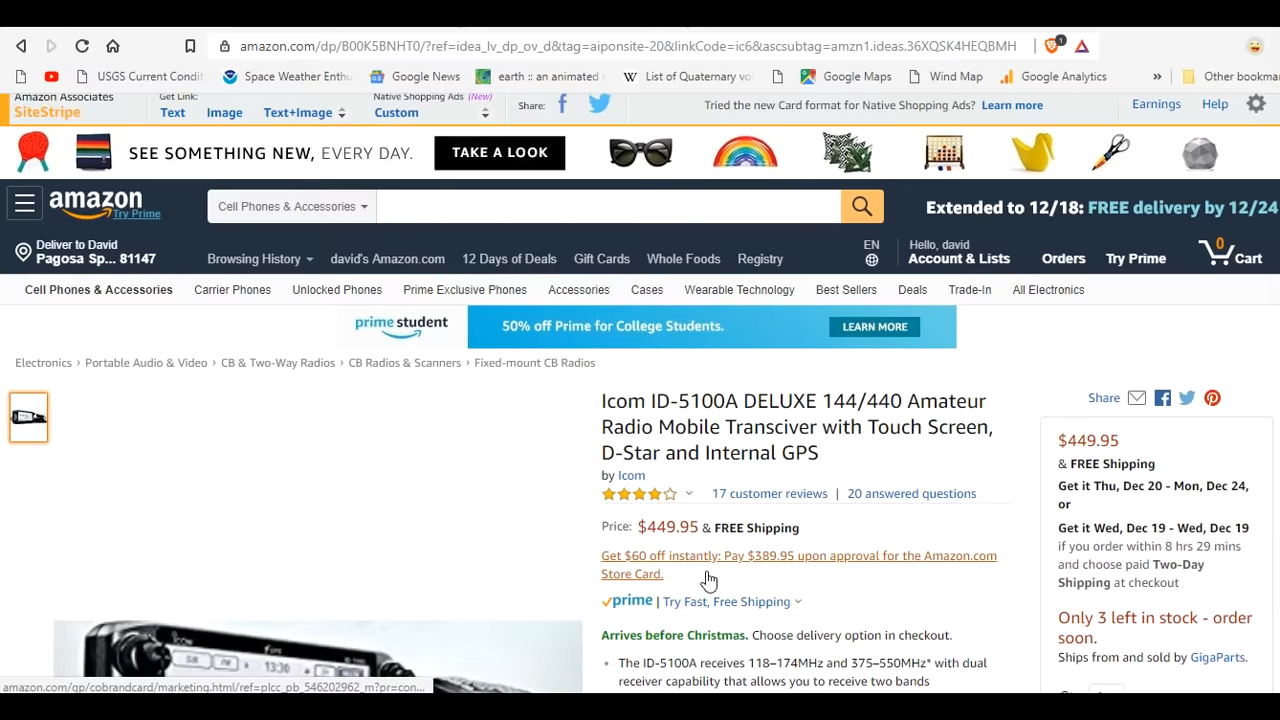 amazon.com/dp/B00K5BNHT0/?ref=idea_lv_dp_ov_d&tag=aiponsite-20&linkCode=ic6&ascsubtag=amzn1.ideas.36XQSK4HEQBMH
1
USGS Current Condit
Space Weather Enthu
Google News
earth :: an animated m
List of Quaternary vo
Google Maps
Wind Map
Google Analytics
»
Other bookmar
Amazon Associates
SiteStripe
Get Link:
Text
Image
Text+Image
Native Shopping Ads (New)
Custom
Share:
Tried the new Card format for Native Shopping Ads? Learn more
Earnings
Help
SEE SOMETHING NEW, EVERY DAY.
TAKE A LOOK
amazon
Try Prime
Cell Phones & Accessories
Extended to 12/18: FREE delivery by 12/24
Deliver to David
Pagosa Sp... 81147
Browsing History
david's Amazon.com
12 Days of Deals
Gift Cards
Whole Foods
Registry
EN
Hello, david
Account & Lists
Orders
Try Prime
0
Cart
Cell Phones & Accessories
Carrier Phones
Unlocked Phones
Prime Exclusive Phones
Accessories
Cases
Wearable Technology
Best Sellers
Deals
Trade-In
All Electronics
prime student
50% off Prime for College Students.
LEARN MORE
Electronics › Portable Audio & Video › CB & Two-Way Radios › CB Radios & Scanners › Fixed-mount CB Radios
Icom ID-5100A DELUXE 144/440 Amateur
Radio Mobile Transciver with Touch Screen,
D-Star and Internal GPS
by Icom
17 customer reviews | 20 answered questions
Price: $449.95 & FREE Shipping
Get $60 off instantly: Pay $389.95 upon approval for the Amazon.com
Store Card.
prime | Try Fast, Free Shipping
Arrives before Christmas. Choose delivery option in checkout.
• The ID-5100A receives 118–174MHz and 375–550MHz* with dual
receiver capability that allows you to receive two bands
Share
$449.95
& FREE Shipping
Get it Thu, Dec 20 - Mon, Dec 24,
or
Get it Wed, Dec 19 - Wed, Dec 19
if you order within 8 hrs 29 mins
and choose paid Two-Day
Shipping at checkout
Only 3 left in stock - order
soon.
Ships from and sold by GigaParts.
13:30
amazon.com/gp/cobrandcard/marketing.html/ref=plcc_pb_546202962_m?pr=con...